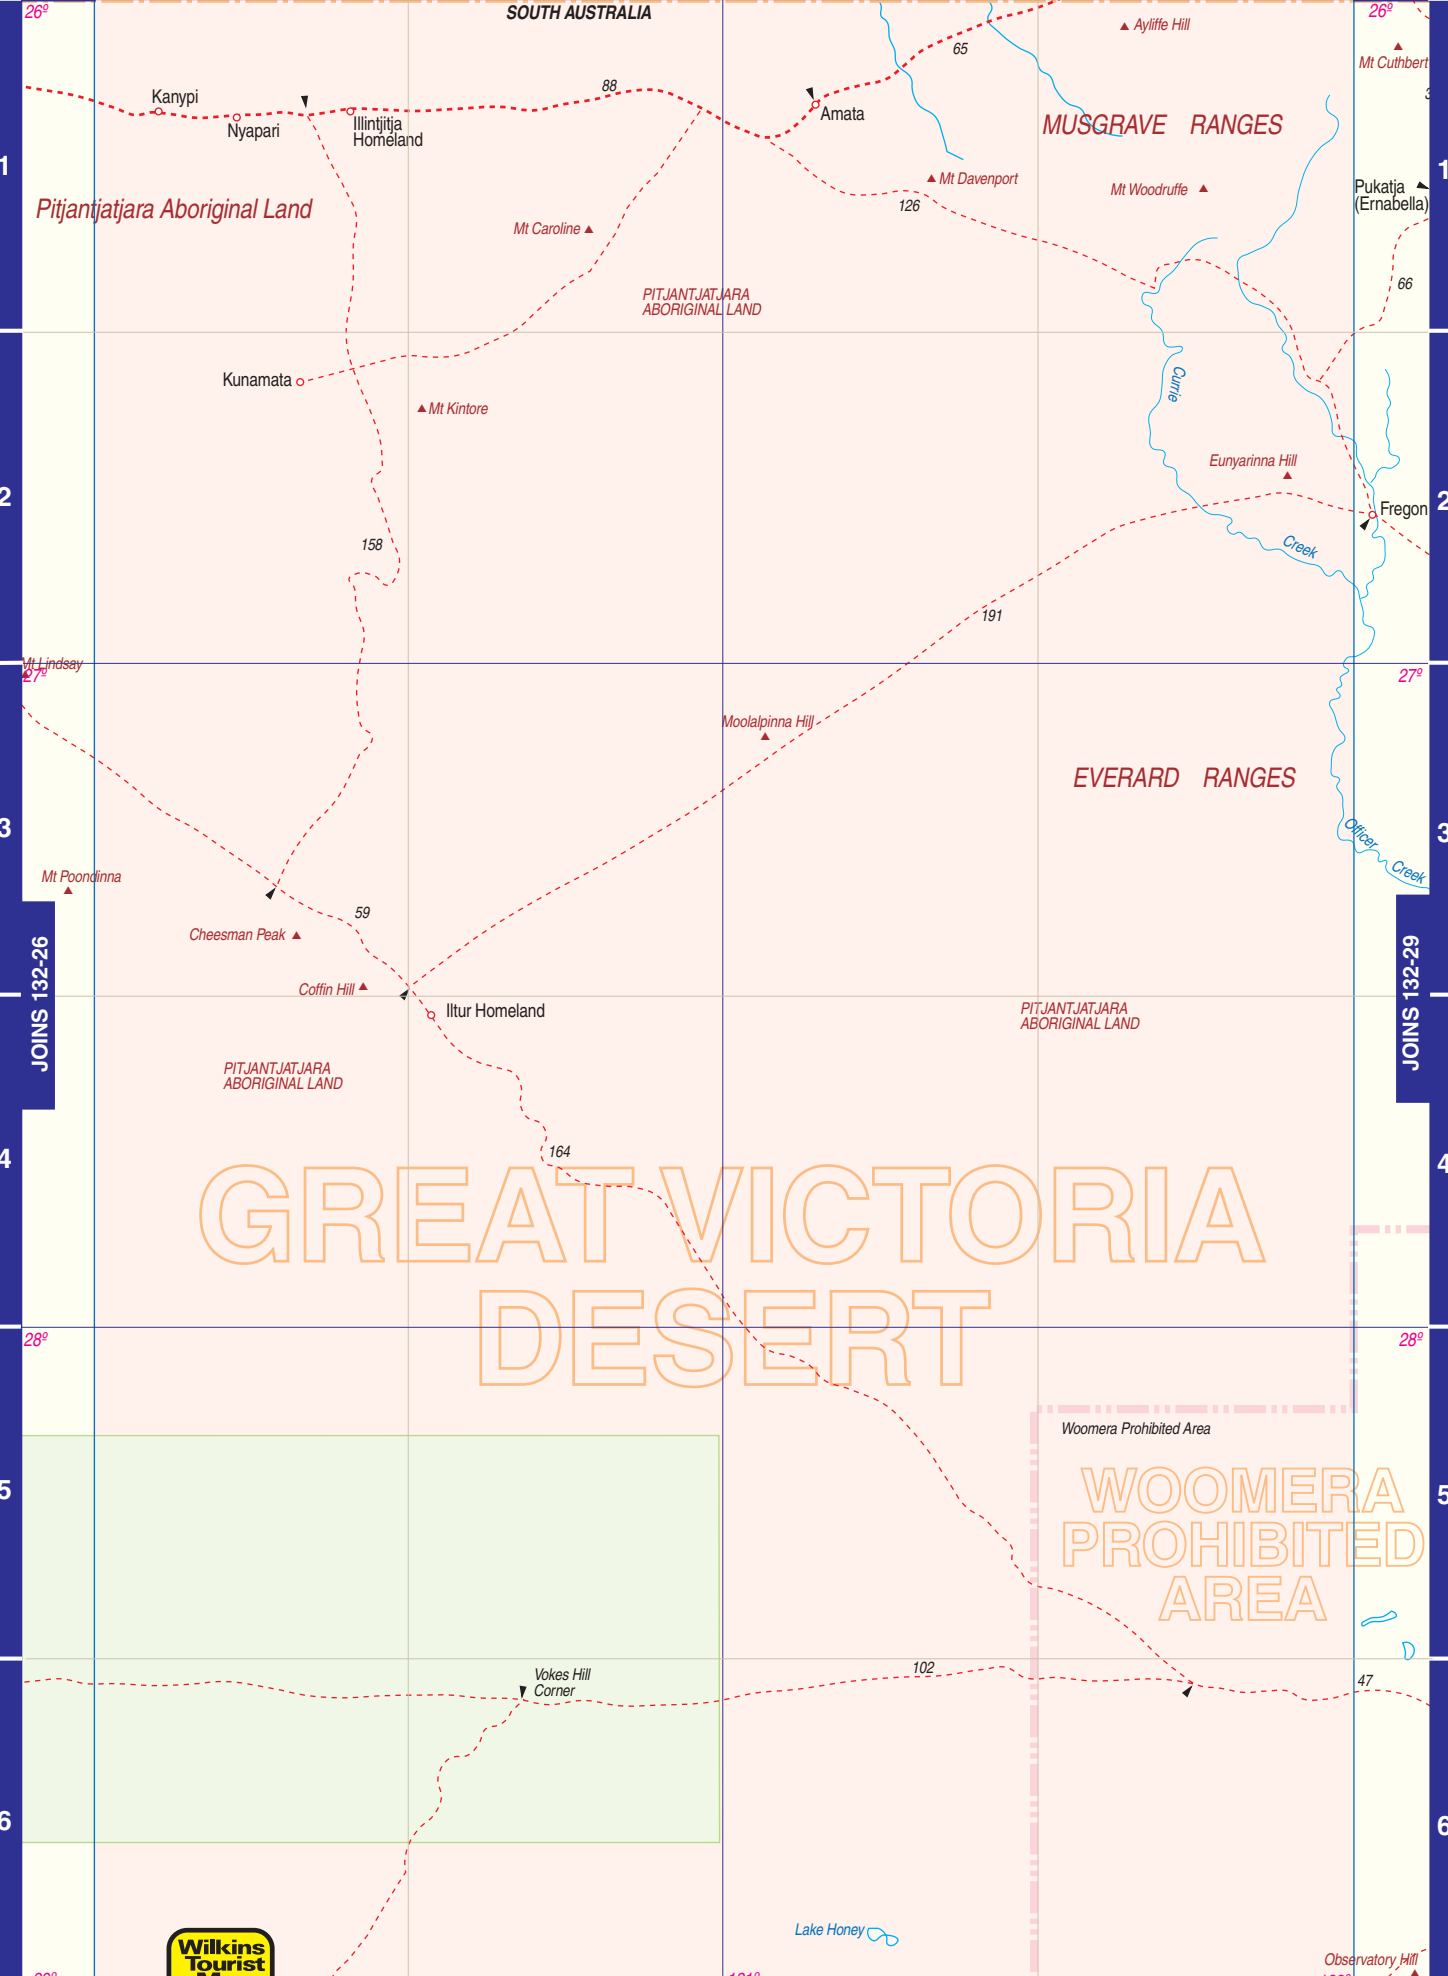 26º
SOUTH AUSTRALIA
26º
Ayliffe Hill
65
Mt Cuthbert
88
Kanypi
Nyapari
Illintjitja
Homeland
Amata
MUSGRAVE RANGES
1
1
Mt Davenport
Mt Woodruffe
Pukatja
(Ernabella)
Pitjantjatjara Aboriginal Land
126
Mt Caroline
66
PITJANTJATJARA
ABORIGINAL LAND
Kunamata
Currie
Mt Kintore
Eunyarinna Hill
2
2
Fregon
158
Creek
191
Mt Lindsay
27º
27º
Moolalpinna Hill
EVERARD RANGES
3
3
Officer
Creek
Mt Poondinna
59
Cheesman Peak
Coffin Hill
JOINS 132-26
JOINS 132-29
Iltur Homeland
PITJANTJATJARA
ABORIGINAL LAND
PITJANTJATJARA
ABORIGINAL LAND
4
4
164
GREAT VICTORIA
DESERT
28º
28º
Woomera Prohibited Area
5
5
WOOMERA
PROHIBITED
AREA
102
Vokes Hill
Corner
47
6
6
Lake Honey
Wilkins
Tourist
Observatory Hill